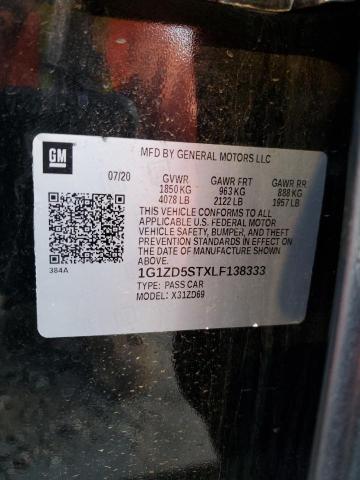 GM
MFD BY GENERAL MOTORS LLC
07/20 GVWR GAWR FRT GAWR RR
1850 KG 963 KG 888 KG
4078 LB 2122 LB 1957 LB
THIS VEHICLE CONFORMS TO ALL
APPLICABLE U.S. FEDERAL MOTOR
VEHICLE SAFETY, BUMPER, AND THEFT
PREVENTION STANDARDS IN EFFECT
ON THE DATE OF MANUFACTURE
SHOWN ABOVE.
384A
1G1ZD5STXLF138333
TYPE: PASS CAR
MODEL: X31ZD69